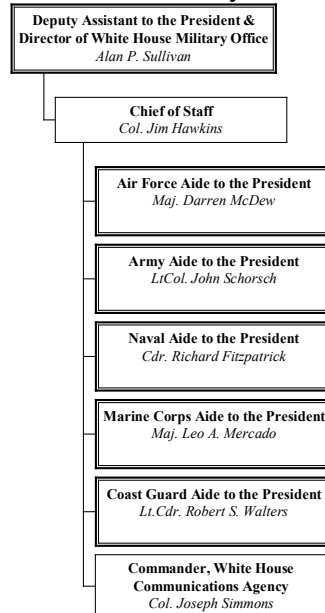 Deputy Assistant to the President &
Director of White House Military Office
Alan P. Sullivan
Chief of Staff
Col. Jim Hawkins
Air Force Aide to the President
Maj. Darren McDew
Army Aide to the President
LtCol. John Schorsch
Naval Aide to the President
Cdr. Richard Fitzpatrick
Marine Corps Aide to the President
Maj. Leo A. Mercado
Coast Guard Aide to the President
Lt.Cdr. Robert S. Walters
Commander, White House
Communications Agency
Col. Joseph Simmons